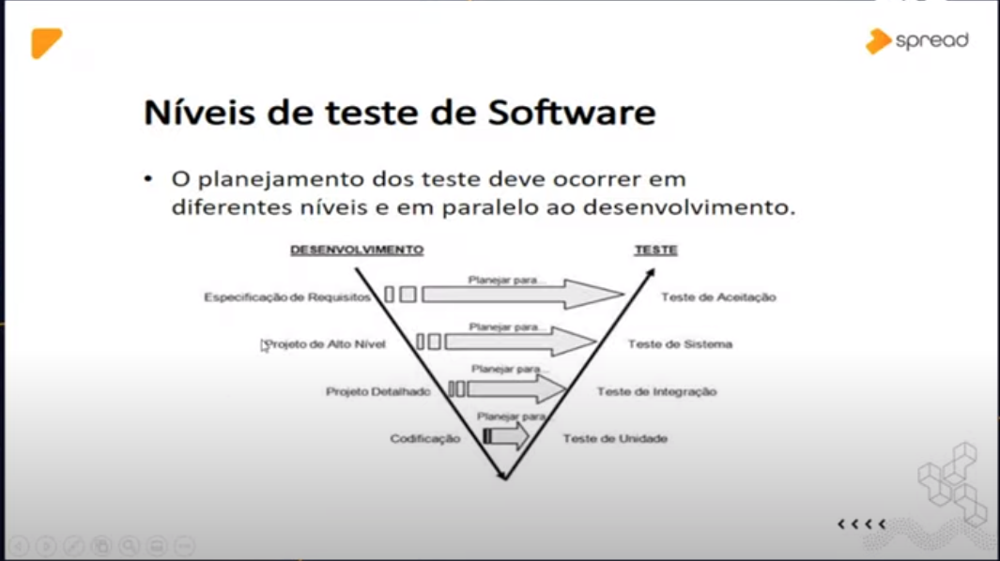 spread
Níveis de teste de Software
• O planejamento dos teste deve ocorrer em
diferentes níveis e em paralelo ao desenvolvimento.
DESENVOLVIMENTO
TESTE
Planejar para...
Especificação de Requisitos
Teste de Aceitação
Planejar para...
Projeto de Alto Nível
Teste de Sistema
Planejar para...
Projeto Detalhado
Teste de Integração
Planejar para...
Codificação
Teste de Unidade